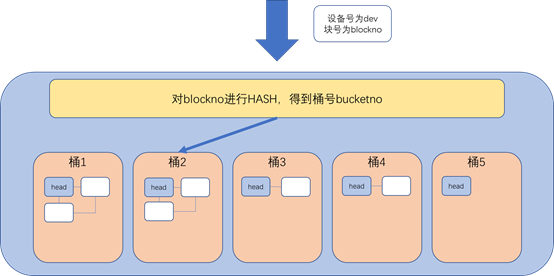 设备号为dev
块号为blockno
对blockno进行HASH，得到桶号bucketno
桶1
桶2
桶3
桶4
桶5
head
head
head
head
head